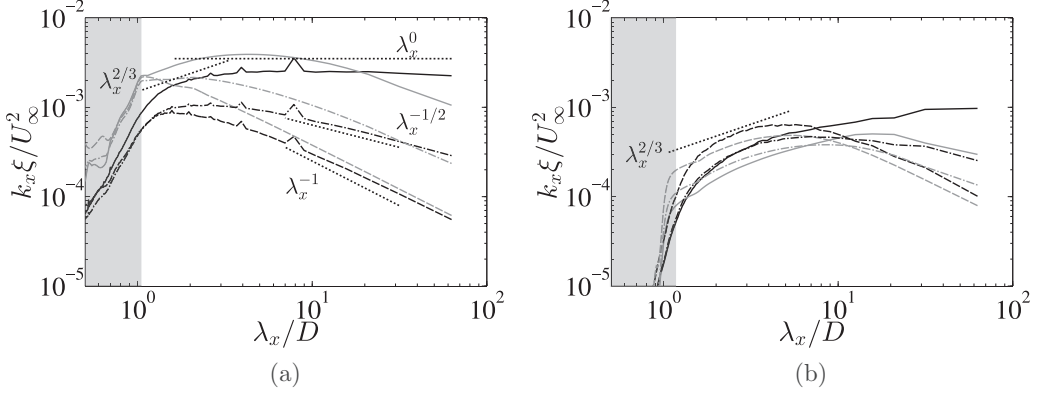 10^{-2}
10^{-3}
10^{-4}
10^{-5}
k_x ξ/U_∞^2
λ_x^0
λ_x^{2/3}
λ_x^{-1/2}
λ_x^{-1}
10^0
10^1
10^2
λ_x/D
(a)
10^{-2}
10^{-3}
10^{-4}
10^{-5}
k_x ξ/U_∞^2
λ_x^{2/3}
10^0
10^1
10^2
λ_x/D
(b)